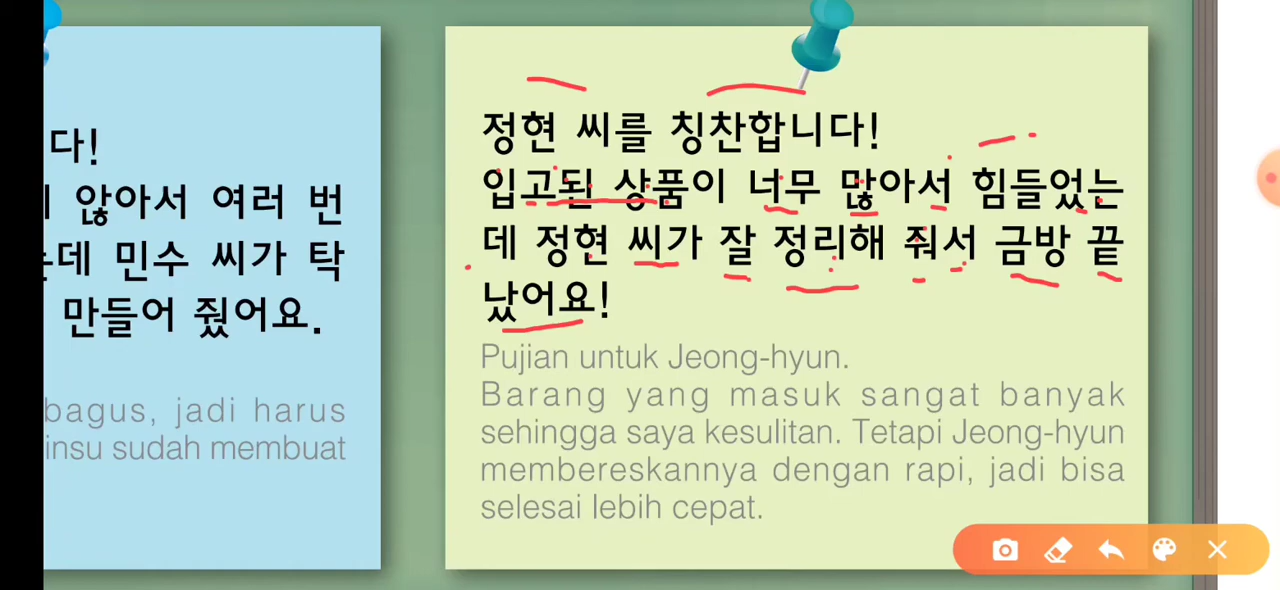 다!
않아서 여러 번
데 민수 씨가 탁
만들어 줬어요.
bagus, jadi harus
insu sudah membuat
정현 씨를 칭찬합니다!
입고된 상품이 너무 많아서 힘들었는
데 정현 씨가 잘 정리해 줘서 금방 끝
났어요!
Pujian untuk Jeong-hyun.
Barang yang masuk sangat banyak
sehingga saya kesulitan. Tetapi Jeong-hyun
membereskannya dengan rapi, jadi bisa
selesai lebih cepat.